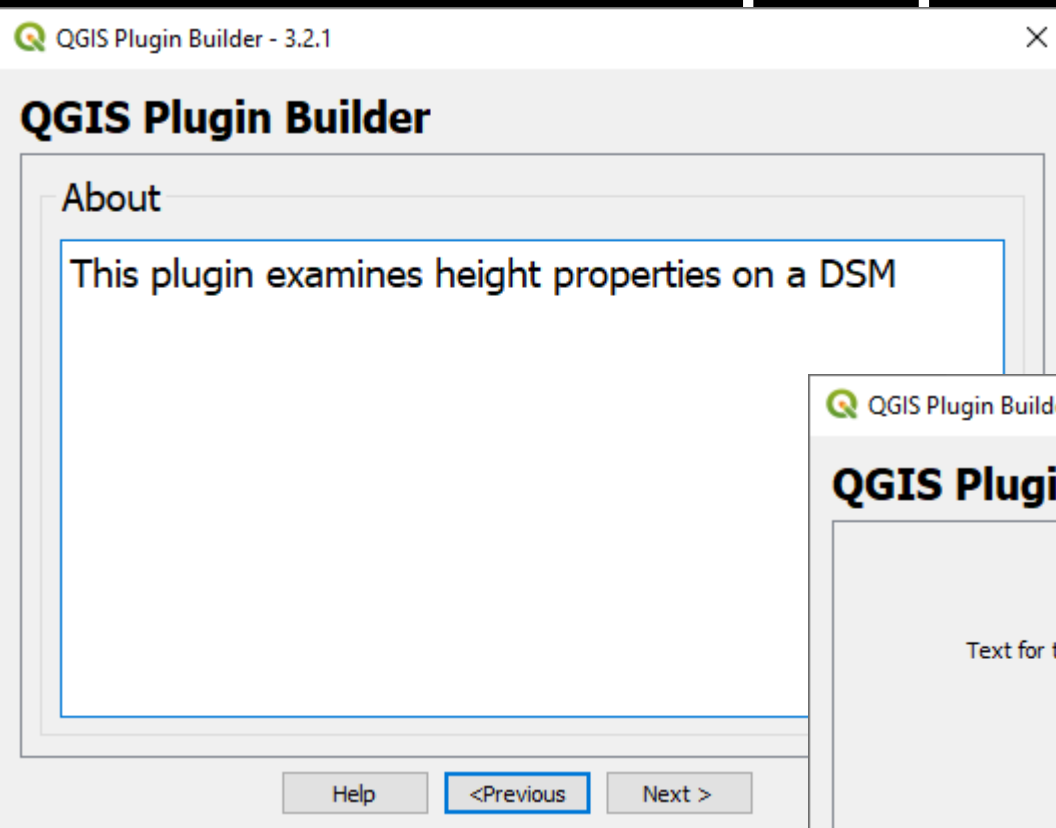 QGIS Plugin Builder - 3.2.1
QGIS Plugin Builder
About
This plugin examines height properties on a DSM
Help
<Previous
Next >
QGIS Plugin Build
QGIS Plugi
Text for t